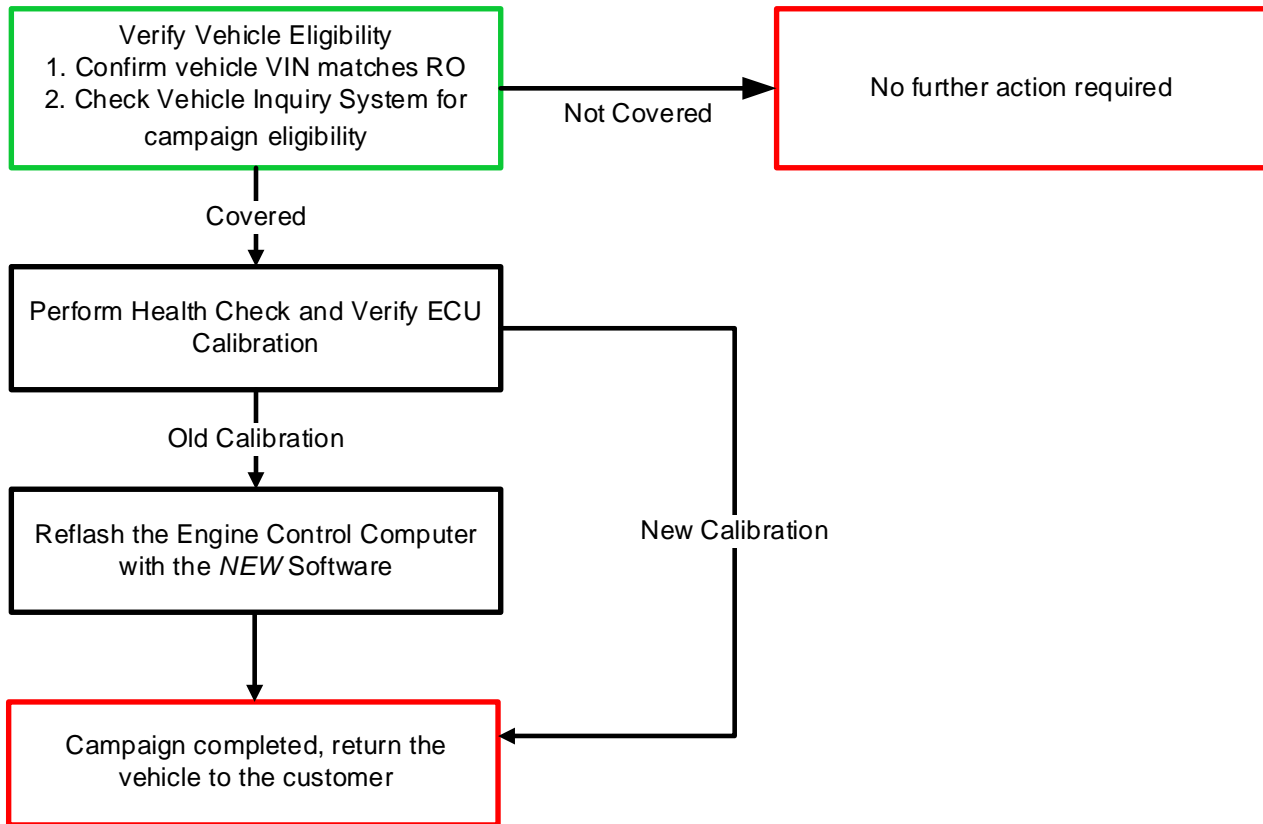 Verify Vehicle Eligibility
1. Confirm vehicle VIN matches RO
2. Check Vehicle Inquiry System for
campaign eligibility
No further action required
Not Covered
Covered
Perform Health Check and Verify ECU
Calibration
Old Calibration
New Calibration
Reflash the Engine Control Computer
with the NEW Software
Campaign completed, return the
vehicle to the customer